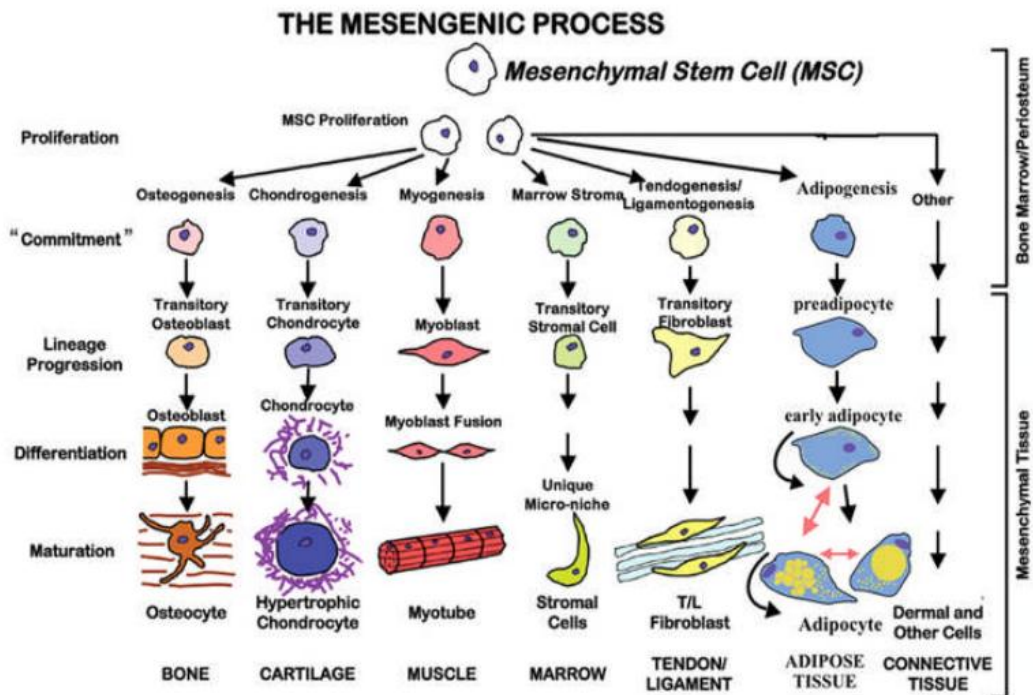 THE MESENGENIC PROCESS
Mesenchymal Stem Cell (MSC)
Proliferation
MSC Proliferation
Osteogenesis
Chondrogenesis
Myogenesis
Marrow Stroma
Tendogenesis/
Ligamentogenesis
Adipogenesis
Other
"Commitment"
Transitory
Osteoblast
Transitory
Chondrocyte
Myoblast
Transitory
Stromal Cell
Transitory
Fibroblast
preadipocyte
Lineage
Progression
Osteoblast
Chondrocyte
Myoblast Fusion
early adipocyte
Differentiation
Unique
Micro-niche
Maturation
Osteocyte
Hypertrophic
Chondrocyte
Myotube
Stromal
Cells
T/L
Fibroblast
Adipocyte
Dermal and
Other Cells
BONE
CARTILAGE
MUSCLE
MARROW
TENDON/
LIGAMENT
ADIPOSE
TISSUE
CONNECTIVE
TISSUE
Bone Marrow/Periosteum
Mesenchymal Tissue